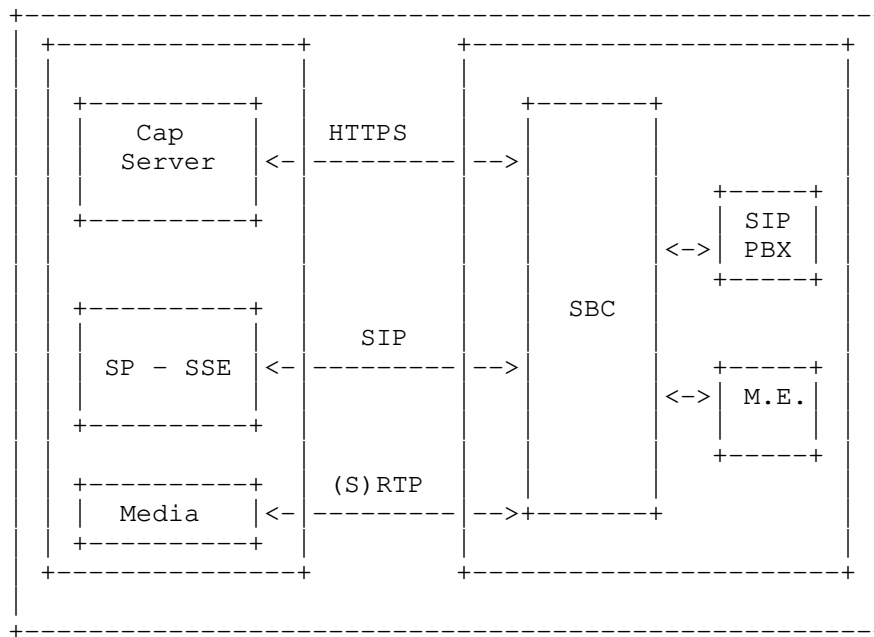 Cap HTTPS
Server
SIP
PBX
SBC
SIP
SP - SSE
M.E.
(S)RTP
Media